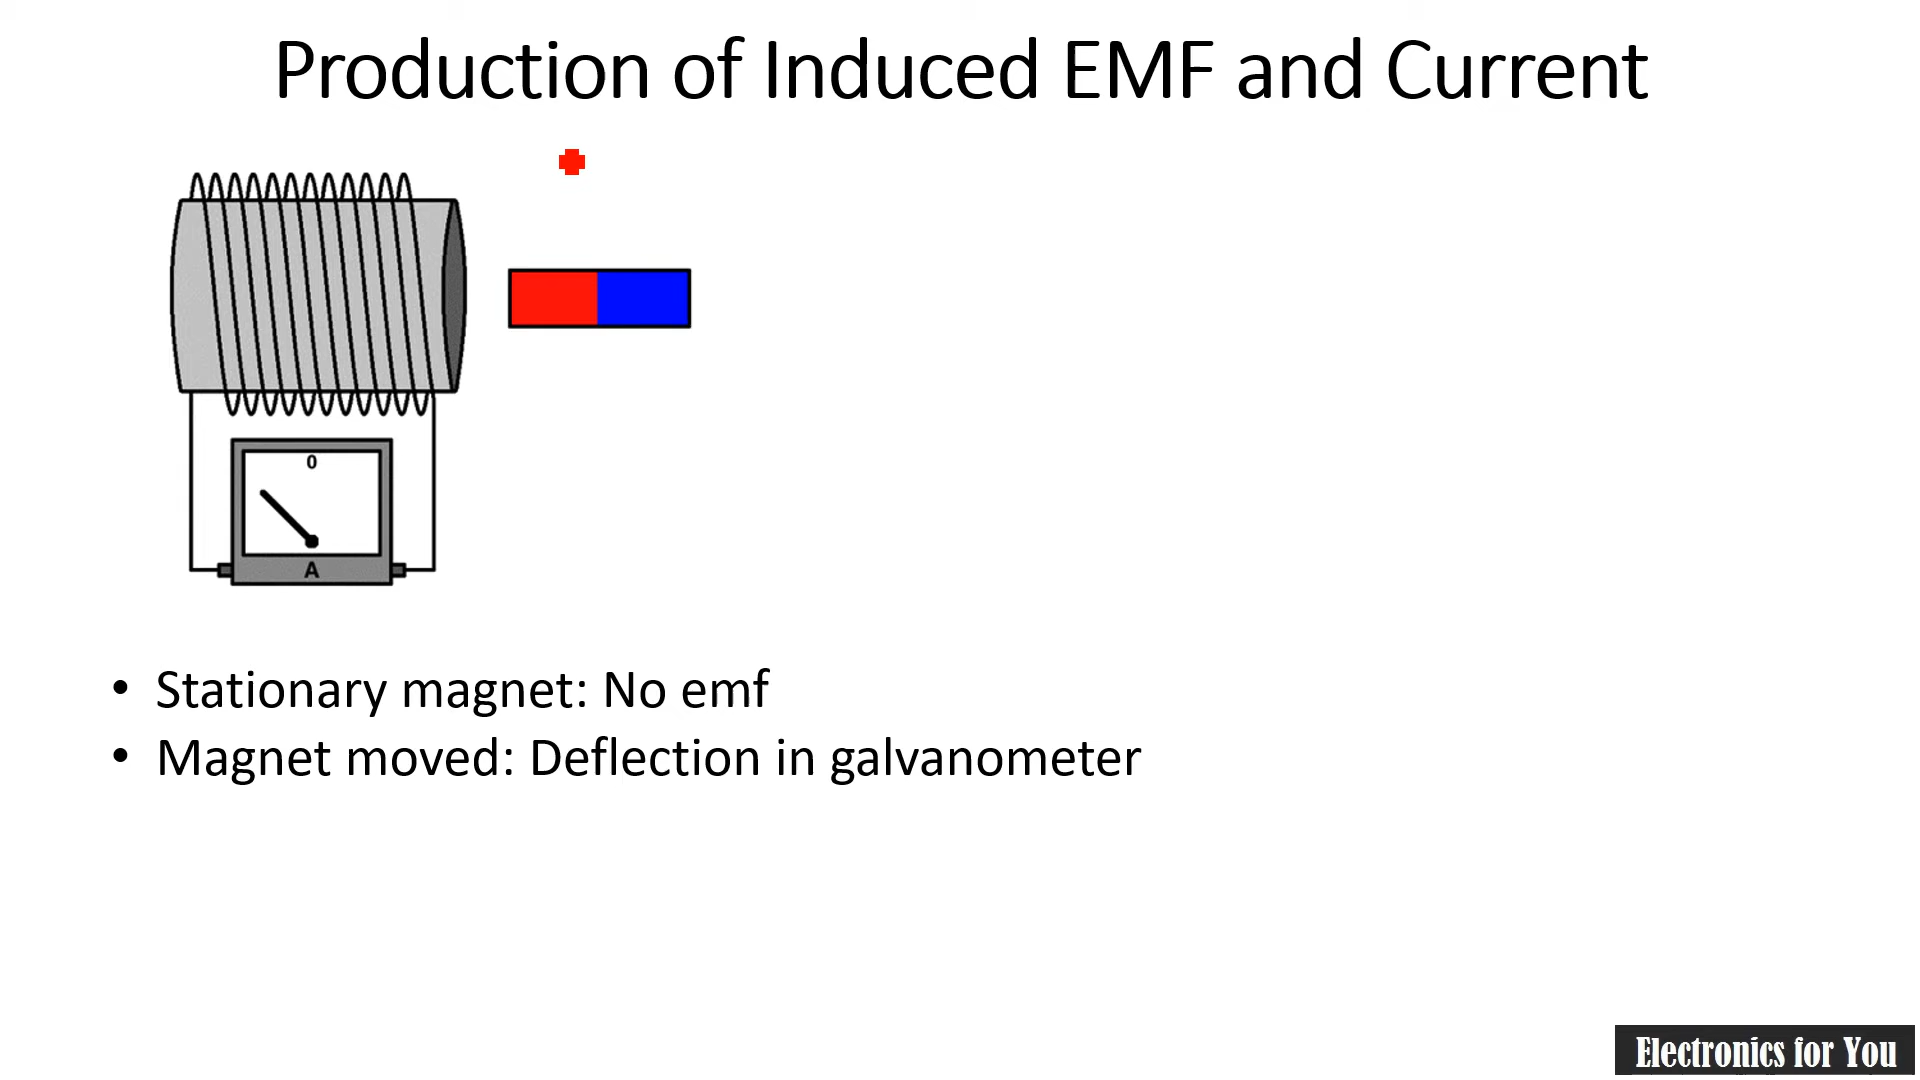 Production of Induced EMF and Current
0
A
• Stationary magnet: No emf
• Magnet moved: Deflection in galvanometer
Electronics for You